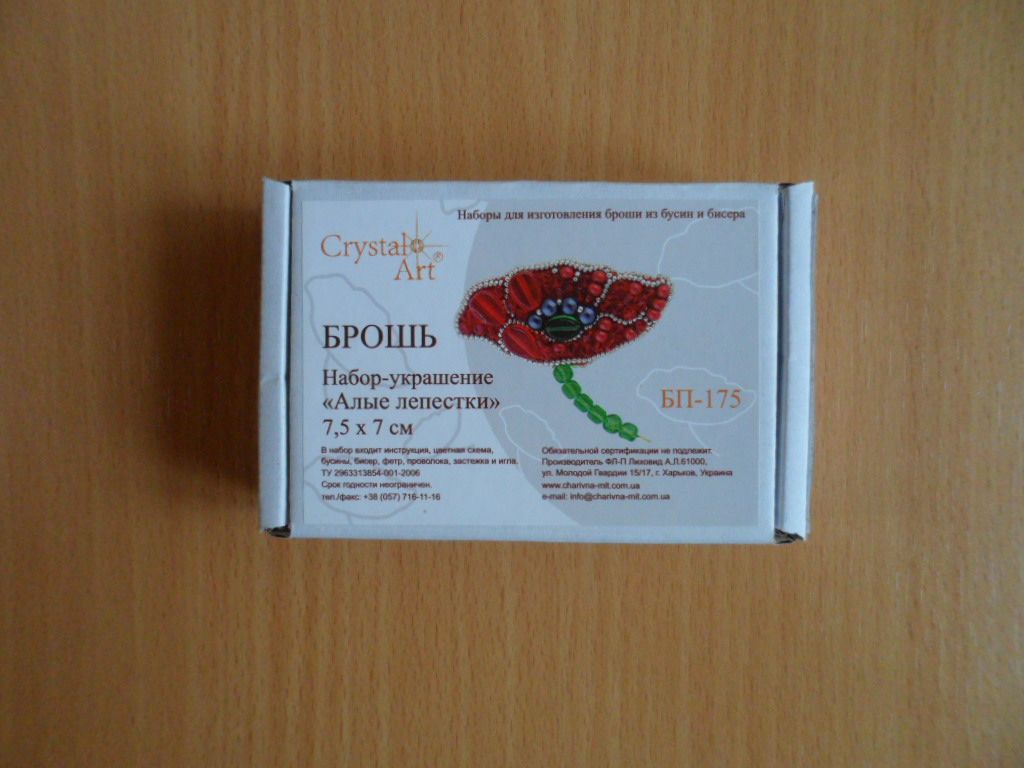 Наборы для изготовления броши из бусин и бисера
Crystal
Art®
БРОШЬ
Набор-украшение
«Алые лепестки»
7,5 х 7 см
БП-175
В набор входит инструкция, цветная схема,
бусины, бисер, фетр, проволока, застежка и игла.
ТУ 2963313854-001-2006
Срок годности неограничен.
тел./факс: +38 (057) 716-11-16
Обязательной сертификации не подлежит.
Производитель ФЛ-П Лиховид А.Л.61000,
ул. Молодой Гвардии 15/17, г. Харьков, Украина
www.charivna-mit.com.ua
e-mail: info@charivna-mit.com.ua